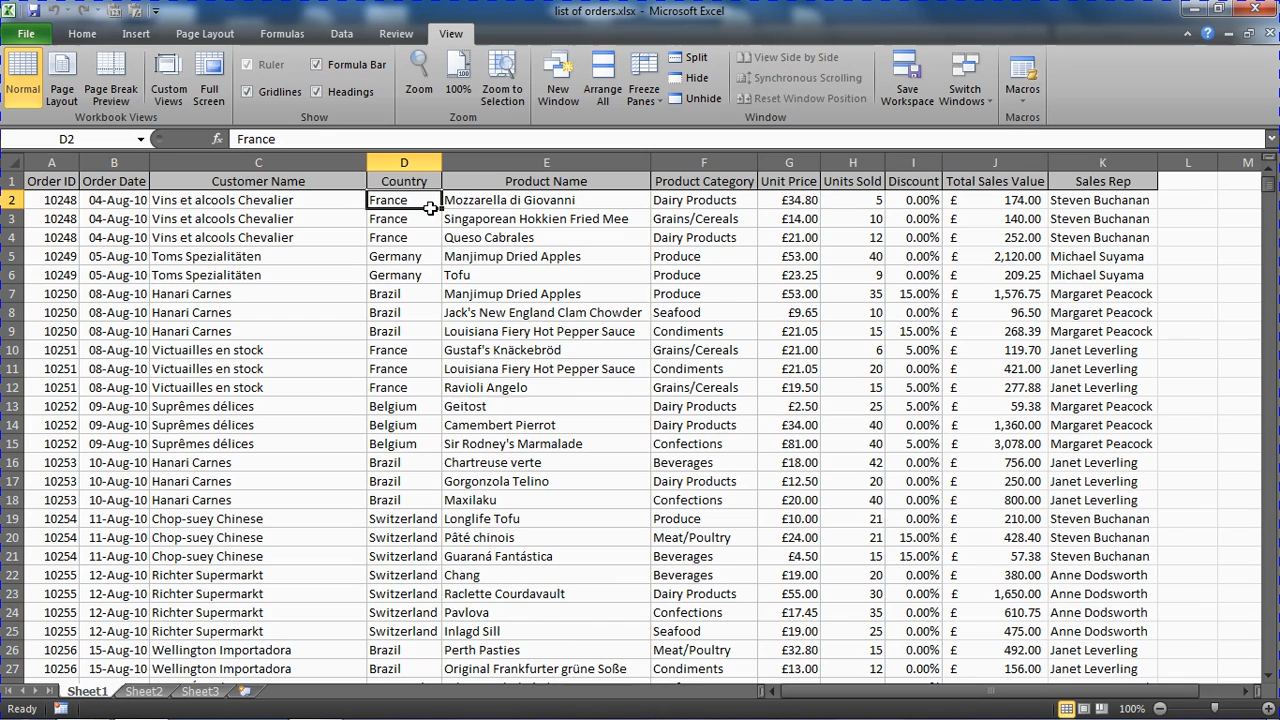 list of orders.xlsx - Microsoft Excel
File Home Insert Page Layout Formulas Data Review View
Normal Page Layout Page Break Preview Custom Views Full Screen
Workbook Views
Ruler Formula Bar
Gridlines Headings
Show
Zoom 100% Zoom to Selection
Zoom
New Window Arrange All Freeze Panes
Split
Hide
Unhide
View Side by Side
Synchronous Scrolling
Reset Window Position
Save Workspace Switch Windows
Window
Macros
Macros
D2 fx France
A B C D E F G H I J K L M
1 Order ID Order Date Customer Name Country Product Name Product Category Unit Price Units Sold Discount Total Sales Value Sales Rep
2 10248 04-Aug-10 Vins et alcools Chevalier France Mozzarella di Giovanni Dairy Products £34.80 5 0.00% £ 174.00 Steven Buchanan
3 10248 04-Aug-10 Vins et alcools Chevalier France Singaporean Hokkien Fried Mee Grains/Cereals £14.00 10 0.00% £ 140.00 Steven Buchanan
4 10248 04-Aug-10 Vins et alcools Chevalier France Queso Cabrales Dairy Products £21.00 12 0.00% £ 252.00 Steven Buchanan
5 10249 05-Aug-10 Toms Spezialitäten Germany Manjimup Dried Apples Produce £53.00 40 0.00% £ 2,120.00 Michael Suyama
6 10249 05-Aug-10 Toms Spezialitäten Germany Tofu Produce £23.25 9 0.00% £ 209.25 Michael Suyama
7 10250 08-Aug-10 Hanari Carnes Brazil Manjimup Dried Apples Produce £53.00 35 15.00% £ 1,576.75 Margaret Peacock
8 10250 08-Aug-10 Hanari Carnes Brazil Jack's New England Clam Chowder Seafood £9.65 10 0.00% £ 96.50 Margaret Peacock
9 10250 08-Aug-10 Hanari Carnes Brazil Louisiana Fiery Hot Pepper Sauce Condiments £21.05 15 15.00% £ 268.39 Margaret Peacock
10 10251 08-Aug-10 Victuailles en stock France Gustaf's Knäckebröd Grains/Cereals £21.00 6 5.00% £ 119.70 Janet Leverling
11 10251 08-Aug-10 Victuailles en stock France Louisiana Fiery Hot Pepper Sauce Condiments £21.05 20 0.00% £ 421.00 Janet Leverling
12 10251 08-Aug-10 Victuailles en stock France Ravioli Angelo Grains/Cereals £19.50 15 5.00% £ 277.88 Janet Leverling
13 10252 09-Aug-10 Suprêmes délices Belgium Geitost Dairy Products £2.50 25 5.00% £ 59.38 Margaret Peacock
14 10252 09-Aug-10 Suprêmes délices Belgium Camembert Pierrot Dairy Products £34.00 40 0.00% £ 1,360.00 Margaret Peacock
15 10252 09-Aug-10 Suprêmes délices Belgium Sir Rodney's Marmalade Confections £81.00 40 5.00% £ 3,078.00 Margaret Peacock
16 10253 10-Aug-10 Hanari Carnes Brazil Chartreuse verte Beverages £18.00 42 0.00% £ 756.00 Janet Leverling
17 10253 10-Aug-10 Hanari Carnes Brazil Gorgonzola Telino Dairy Products £12.50 20 0.00% £ 250.00 Janet Leverling
18 10253 10-Aug-10 Hanari Carnes Brazil Maxilaku Confections £20.00 40 0.00% £ 800.00 Janet Leverling
19 10254 11-Aug-10 Chop-suey Chinese Switzerland Longlife Tofu Produce £10.00 21 0.00% £ 210.00 Steven Buchanan
20 10254 11-Aug-10 Chop-suey Chinese Switzerland Pâté chinois Meat/Poultry £24.00 21 15.00% £ 428.40 Steven Buchanan
21 10254 11-Aug-10 Chop-suey Chinese Switzerland Guaraná Fantástica Beverages £4.50 15 15.00% £ 57.38 Steven Buchanan
22 10255 12-Aug-10 Richter Supermarkt Switzerland Chang Beverages £19.00 20 0.00% £ 380.00 Anne Dodsworth
23 10255 12-Aug-10 Richter Supermarkt Switzerland Raclette Courdavault Dairy Products £55.00 30 0.00% £ 1,650.00 Anne Dodsworth
24 10255 12-Aug-10 Richter Supermarkt Switzerland Pavlova Confections £17.45 35 0.00% £ 610.75 Anne Dodsworth
25 10255 12-Aug-10 Richter Supermarkt Switzerland Inlagd Sill Seafood £19.00 25 0.00% £ 475.00 Anne Dodsworth
26 10256 15-Aug-10 Wellington Importadora Brazil Perth Pasties Meat/Poultry £32.80 15 0.00% £ 492.00 Janet Leverling
27 10256 15-Aug-10 Wellington Importadora Brazil Original Frankfurter grüne Soße Condiments £13.00 12 0.00% £ 156.00 Janet Leverling
Sheet1 Sheet2 Sheet3
Ready 100%